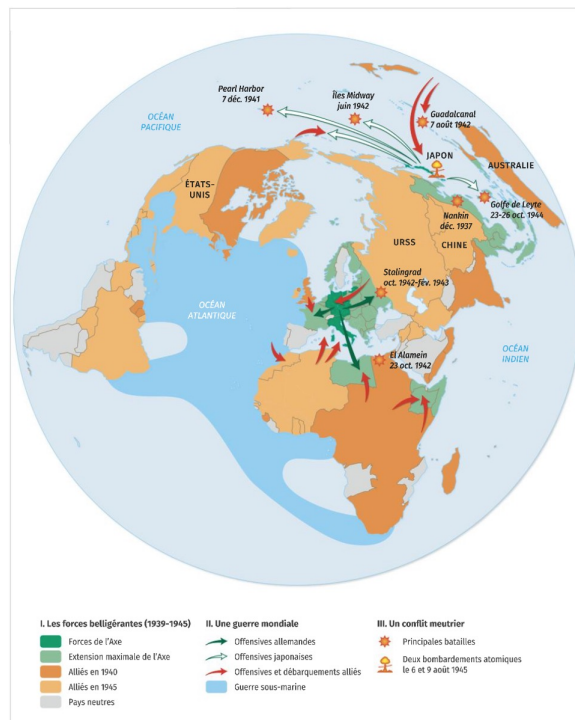 Pearl Harbor
7 déc. 1941
Îles Midway
juin 1942
Guadalcanal
7 août 1942
OCÉAN
PACIFIQUE
JAPON
AUSTRALIE
ÉTATS-
UNIS
Golfe de Leyte
23-26 oct. 1944
Nankin
déc. 1937
URSS
CHINE
Stalingrad
oct. 1942-fév. 1943
OCÉAN
ATLANTIQUE
OCÉAN
INDIEN
El Alamein
23 oct. 1942
I. Les forces belligérantes (1939-1945)
Forces de l'Axe
Extension maximale de l'Axe
Alliés en 1940
Alliés en 1945
Pays neutres
II. Une guerre mondiale
Offensives allemandes
Offensives japonaises
Offensives et débarquements alliés
Guerre sous-marine
III. Un conflit meutrier
Principales batailles
Deux bombardements atomiques
le 6 et 9 août 1945